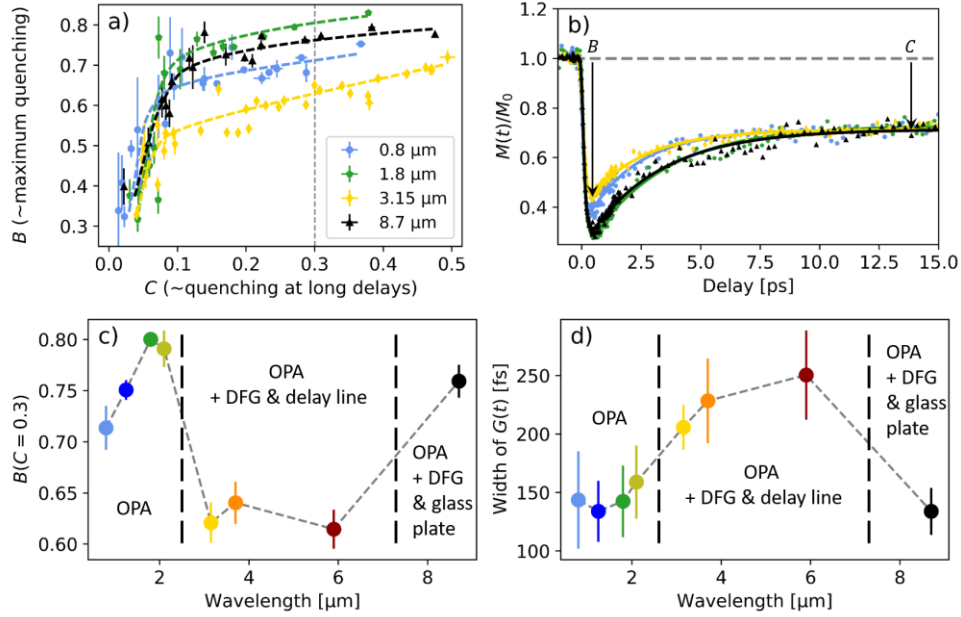 a)
B (~maximum quenching)
0.8
0.7
0.6
0.5
0.4
0.3
0.8 μm
1.8 μm
3.15 μm
8.7 μm
0.0 0.1 0.2 0.3 0.4 0.5
C (~quenching at long delays)
b)
B
C
M(t)/M0
1.0
0.8
0.6
0.4
0.0 2.5 5.0 7.5 10.0 12.5 15.0
Delay [ps]
c)
B(C = 0.3)
0.80
0.75
0.70
0.65
0.60
OPA
+ DFG & delay line
OPA
OPA
+ DFG
& glass
plate
2 4 6 8
Wavelength [μm]
d)
Width of G(t) [fs]
250
200
150
100
OPA
OPA
+ DFG & delay line
OPA
+ DFG
& glass
plate
2 4 6 8
Wavelength [μm]